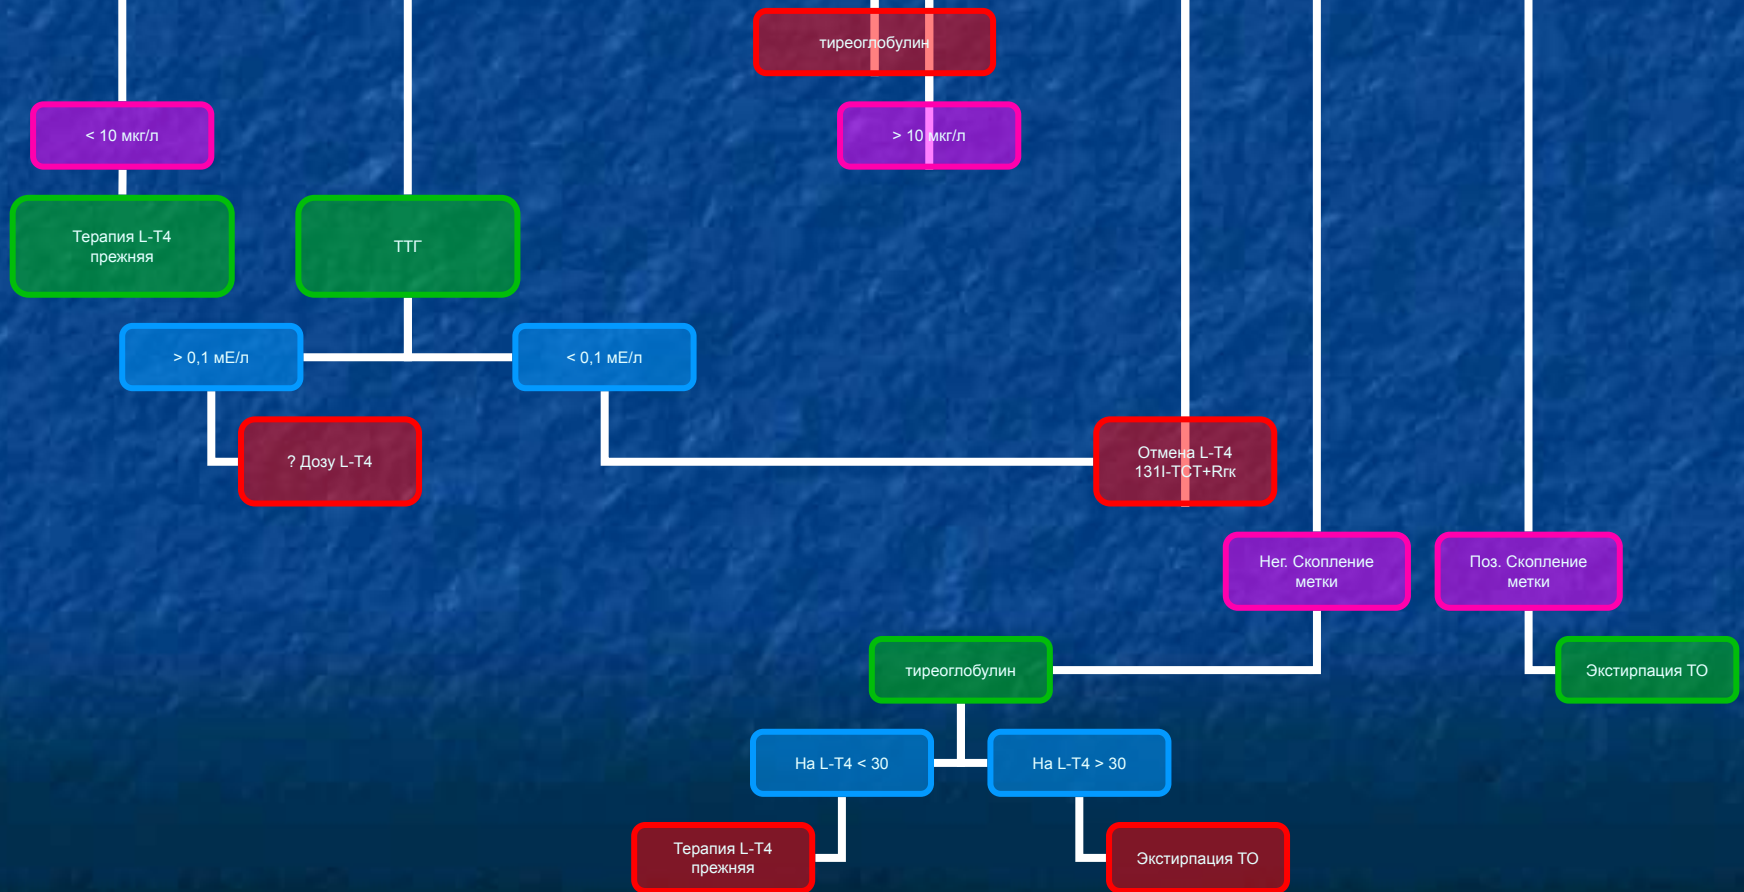 тиреоглобулин
< 10 мкг/л
> 10 мкг/л
Терапия L-T4
прежняя
ТТГ
> 0,1 мЕ/л
< 0,1 мЕ/л
? Дозу L-T4
Отмена L-T4
131I-ТСТ+Rгк
Нег. Скопление
метки
Поз. Скопление
метки
тиреоглобулин
Экстирпация ТО
На L-T4 < 30
На L-T4 > 30
Терапия L-T4
прежняя
Экстирпация ТО